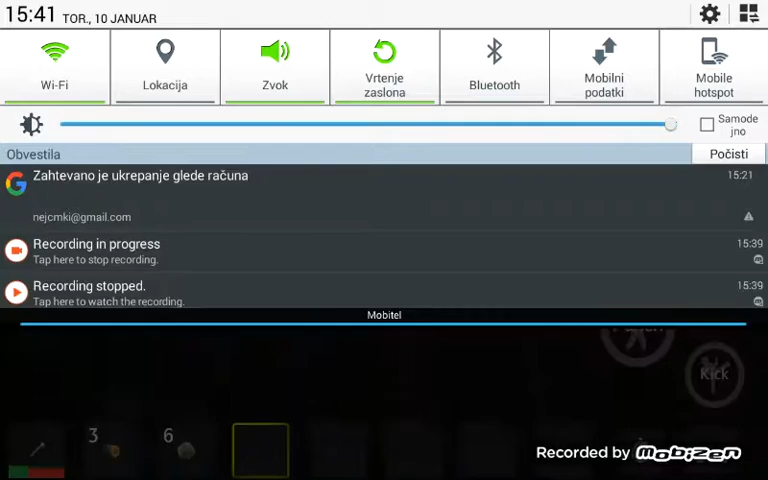 15:41 TOR., 10 JANUAR
Wi-Fi
Lokacija
Zvok
Vrtenje
zaslona
Bluetooth
Mobilni
podatki
Mobile
hotspot
Samode
jno
Obvestila
Počisti
Zahtevano je ukrepanje glede računa
15:21
nejcmki@gmail.com
Recording in progress
15:39
Tap here to stop recording.
Recording stopped.
15:39
Tap here to watch the recording.
Mobitel
Kick
3
6
Recorded by Mobizen